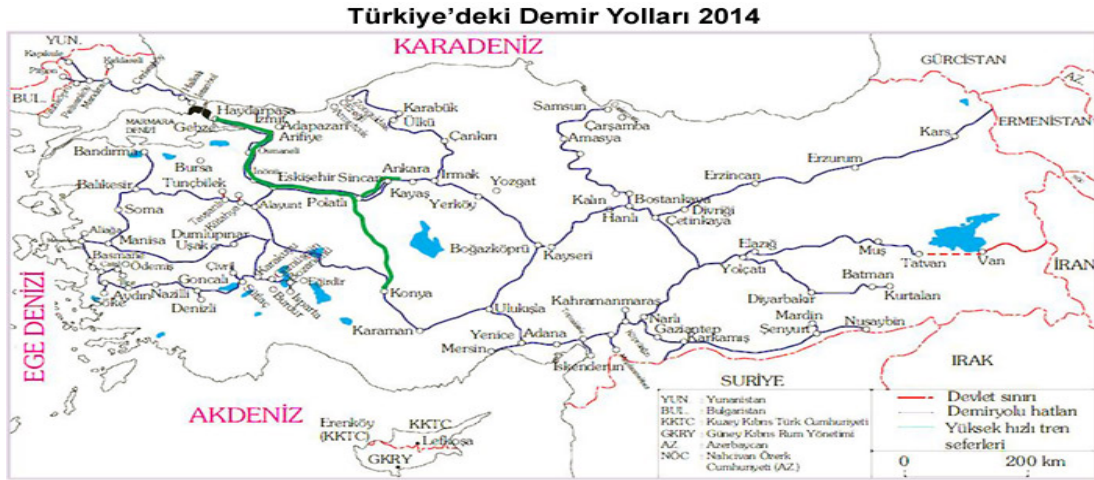 Türkiye'deki Demir Yolları 2014
YUN.
KARADENİZ
GÜRCİSTAN
AZ.
BUL.
ERMENİSTAN
MARMARA
DENİZİ
Haydarpaşa
İzmit
Gebze
Adapazarı
Arifiye
Karabük
Ülkü
Samsun
Çarşamba
Kars
Bandırma
Osmaneli
Çankırı
Amasya
Bursa
İnönü
Erzurum
Balıkesir
Tunçbilek
Eskişehir
Sincan
Ankara
Irmak
Erzincan
Kayaş
Yozgat
Soma
Alayunt
Polatlı
Yerköy
Kalın
Bostankaya
Divriği
Kütahya
Hanlı
Çetinkaya
Aliağa
Manisa
Dumlupınar
Uşak
Boğazköprü
Kayseri
Elazığ
Muş
Basmane
Ödemiş
Çivril
Yolçatı
Tatvan
Van
Goncalı
Eğirdir
Batman
İRAN
Aydın
Nazilli
Isparta
Burdur
Konya
Kahramanmaraş
Diyarbakır
Kurtalan
Söke
Denizli
Ulukışla
Mardin
EGE DENİZİ
Karaman
Narlı
Gaziantep
Şenyurt
Nusaybin
Yenice
Adana
Karkamış
Mersin
İskenderun
IRAK
SURİYE
AKDENİZ
Erenköy
(KKTC)
KKTC
Lefkoşa
GKRY
YUN : Yunanistan
BUL. : Bulgaristan
KKTC : Kuzey Kıbrıs Türk Cumhuriyeti
GKRY : Güney Kıbrıs Rum Yönetimi
AZ : Azerbaycan
NÖC : Nahcivan Özerk
Cumhuriyeti (AZ.)
Devlet sınırı
Demiryolu hatları
Yüksek hızlı tren
seferleri
0 200 km